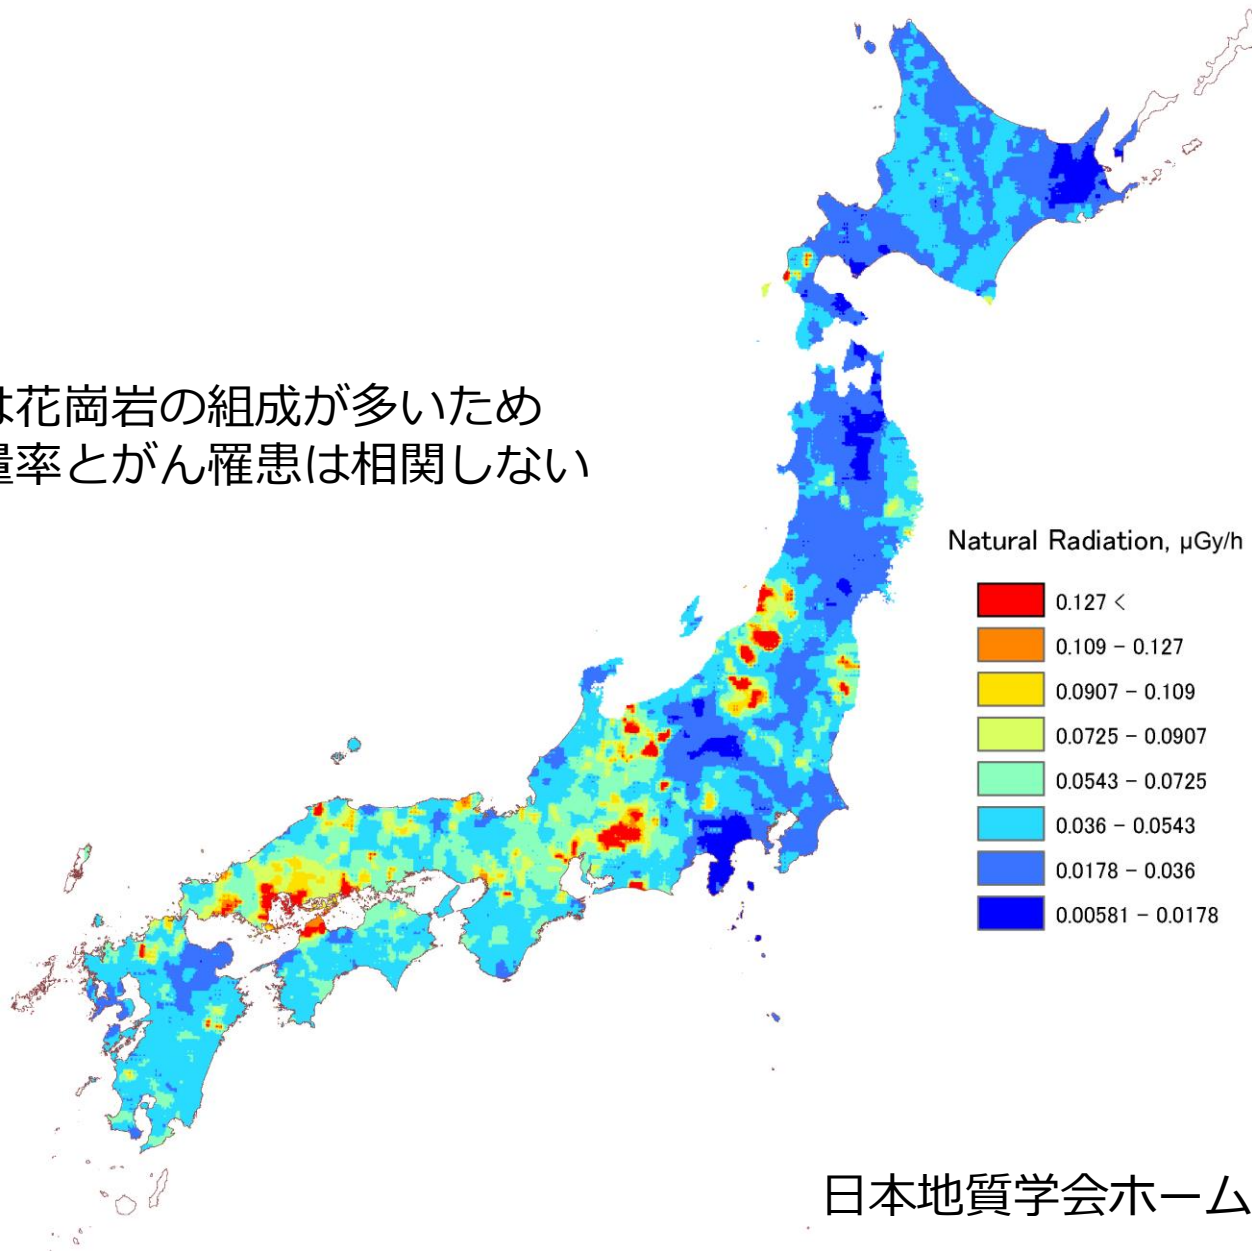 は花崗岩の組成が多いため
量率とがん罹患は相関しない
Natural Radiation, μGy/h
0.127 <
0.109 - 0.127
0.0907 - 0.109
0.0725 - 0.0907
0.0543 - 0.0725
0.036 - 0.0543
0.0178 - 0.036
0.00581 - 0.0178
日本地質学会ホーム